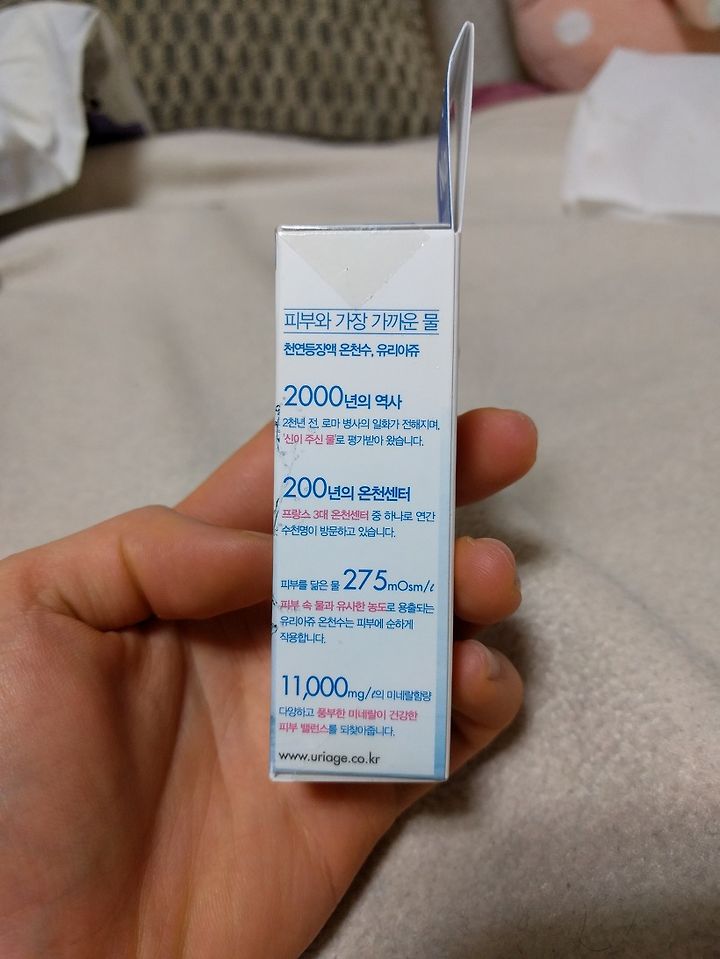 피부와 가장 가까운 물
천연등장액 온천수, 유리아쥬
2000년의 역사
2천년 전, 로마 병사의 일화가 전해지며,
'신이 주신 물'로 평가받아 왔습니다.
200년의 온천센터
프랑스 3대 온천센터 중 하나로 연간
수천명이 방문하고 있습니다.
피부를 닮은 물 275mOsm/ℓ
피부 속 물과 유사한 농도로 용출되는
유리아쥬 온천수는 피부에 순하게
작용합니다.
11,000mg/ℓ의 미네랄함량
다양하고 풍부한 미네랄이 건강한
피부 밸런스를 되찾아줍니다.
www.uriage.co.kr